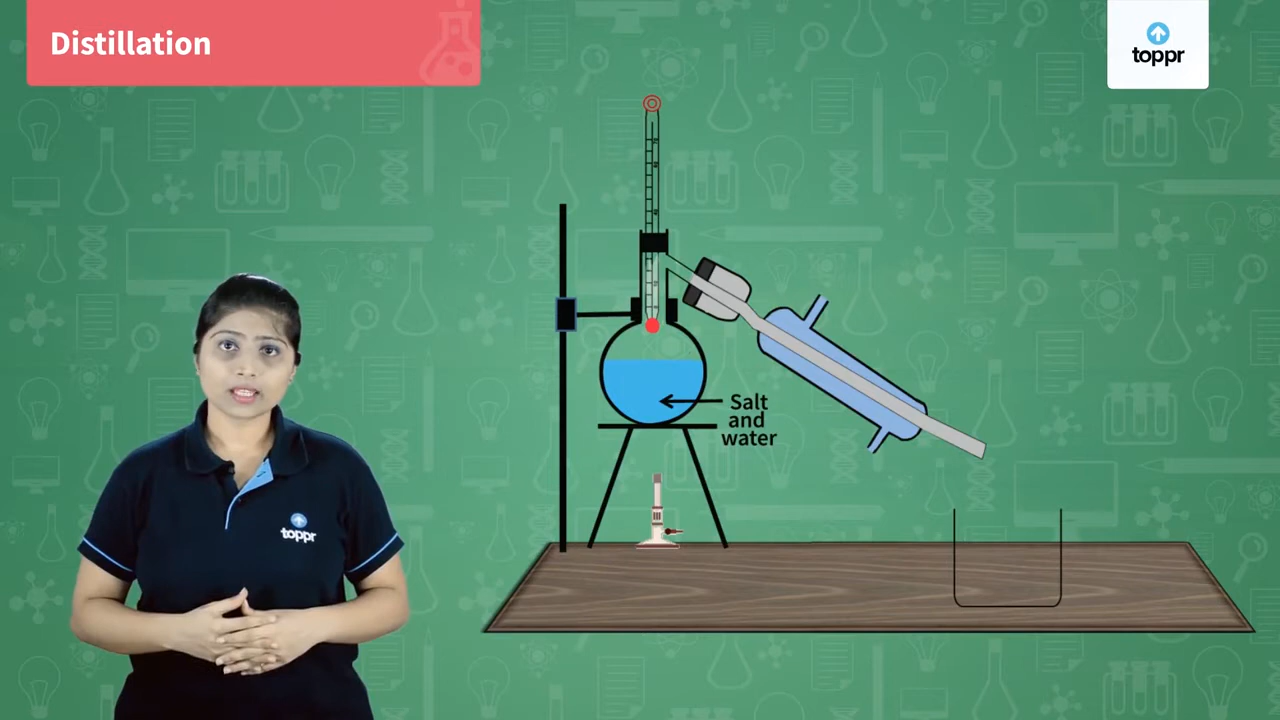 Distillation
toppr
Salt
and
water
toppr